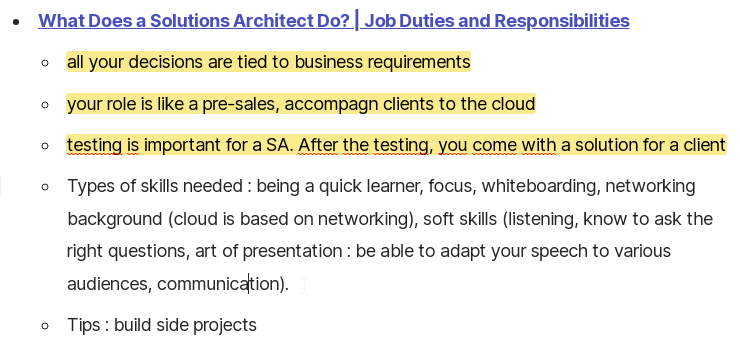 What Does a Solutions Architect Do? | Job Duties and Responsibilities
all your decisions are tied to business requirements
your role is like a pre-sales, accompagn clients to the cloud
testing is important for a SA. After the testing, you come with a solution for a client
Types of skills needed : being a quick learner, focus, whiteboarding, networking
background (cloud is based on networking), soft skills (listening, know to ask the
right questions, art of presentation : be able to adapt your speech to various
audiences, communication).
Tips : build side projects